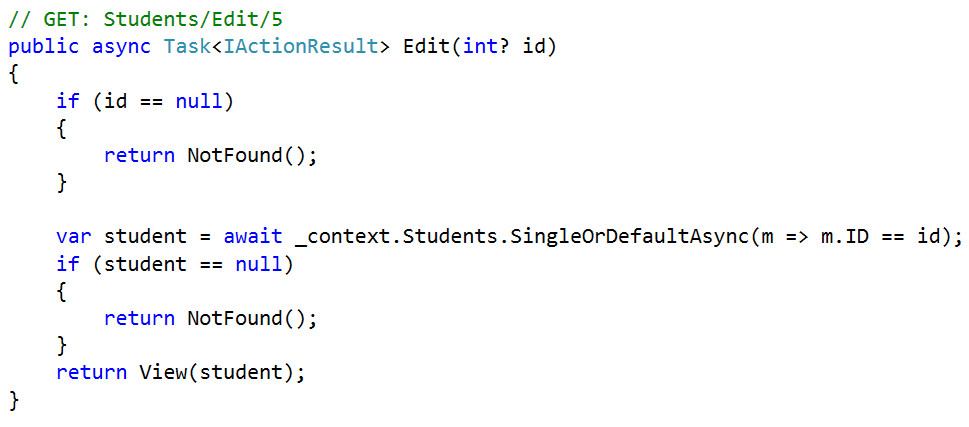 // GET: Students/Edit/5
public async Task<IActionResult> Edit(int? id)
{
    if (id == null)
    {
        return NotFound();
    }

    var student = await _context.Students.SingleOrDefaultAsync(m => m.ID == id);
    if (student == null)
    {
        return NotFound();
    }
    return View(student);
}